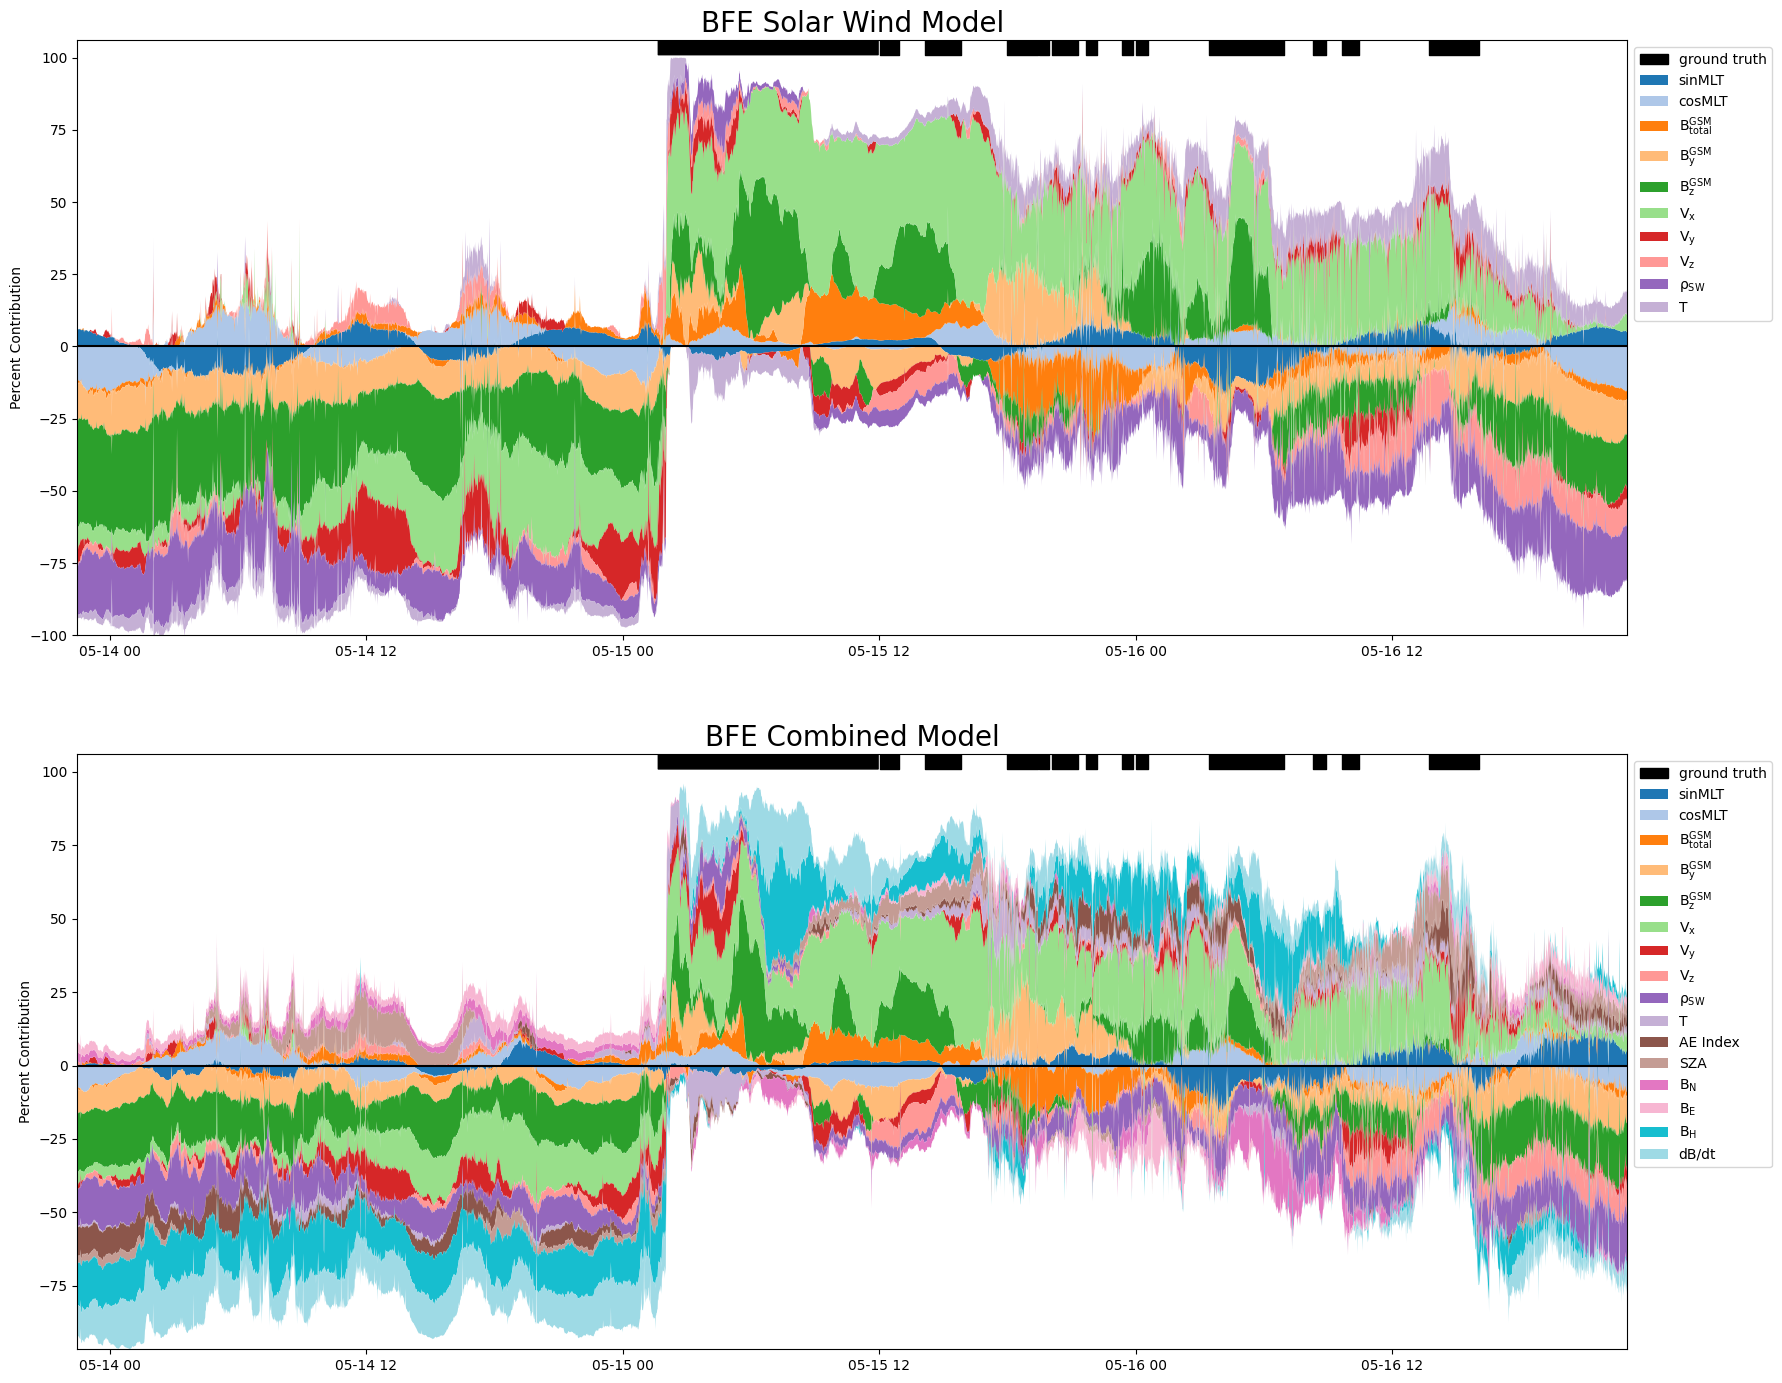 BFE Solar Wind Model
100
75
50
25
0
−25
−50
−75
−100
Percent Contribution
05-14 00
05-14 12
05-15 00
05-15 12
05-16 00
05-16 12
ground truth
sinMLT
cosMLT
B_total^GSM
B_y^GSM
B_z^GSM
V_x
V_y
V_z
ρ_SW
T
BFE Combined Model
100
75
50
25
0
−25
−50
−75
Percent Contribution
05-14 00
05-14 12
05-15 00
05-15 12
05-16 00
05-16 12
ground truth
sinMLT
cosMLT
B_total^GSM
B_y^GSM
B_z^GSM
V_x
V_y
V_z
ρ_SW
T
AE Index
SZA
B_N
B_E
B_H
dB/dt